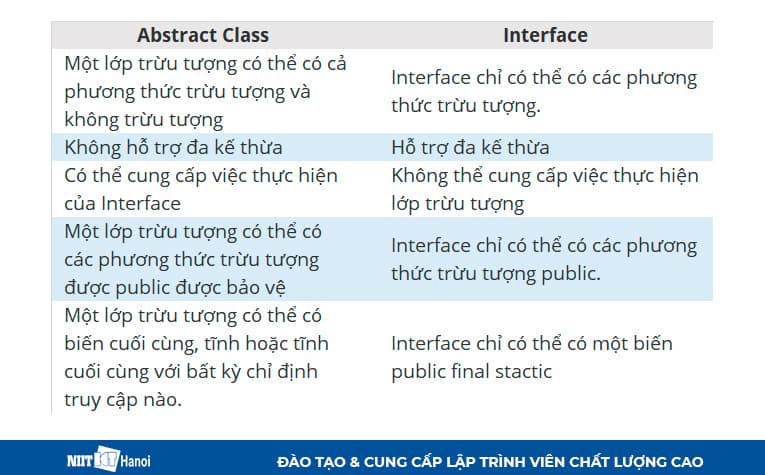 Abstract Class
Interface
Một lớp trừu tượng có thể có cả
phương thức trừu tượng và
không trừu tượng
Interface chỉ có thể có các phương
thức trừu tượng.
Không hỗ trợ đa kế thừa
Hỗ trợ đa kế thừa
Có thể cung cấp việc thực hiện
của Interface
Không thể cung cấp việc thực hiện
lớp trừu tượng
Một lớp trừu tượng có thể có
các phương thức trừu tượng
được public được bảo vệ
Interface chỉ có thể có các phương
thức trừu tượng public.
Một lớp trừu tượng có thể có
biến cuối cùng, tĩnh hoặc tĩnh
cuối cùng với bất kỳ chỉ định
truy cập nào.
Interface chỉ có thể có một biến
public final stactic
NIIT ICT Hanoi
ĐÀO TẠO & CUNG CẤP LẬP TRÌNH VIÊN CHẤT LƯỢNG CAO